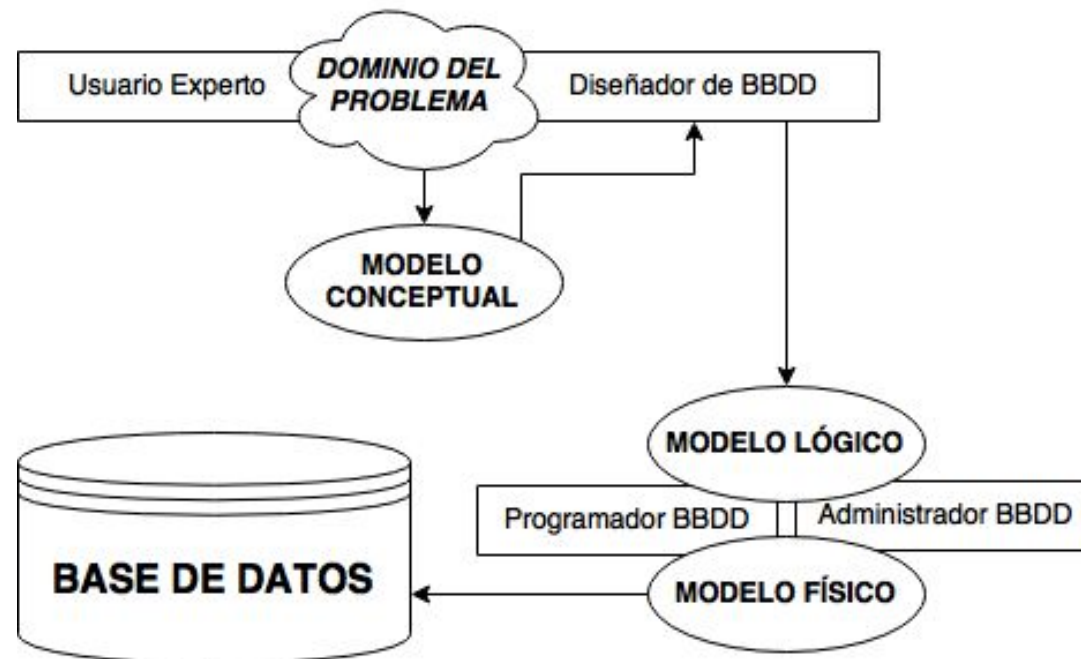 Usuario Experto
DOMINIO DEL
PROBLEMA
Diseñador de BBDD
MODELO
CONCEPTUAL
MODELO LÓGICO
Programador BBDD
Administrador BBDD
MODELO FÍSICO
BASE DE DATOS